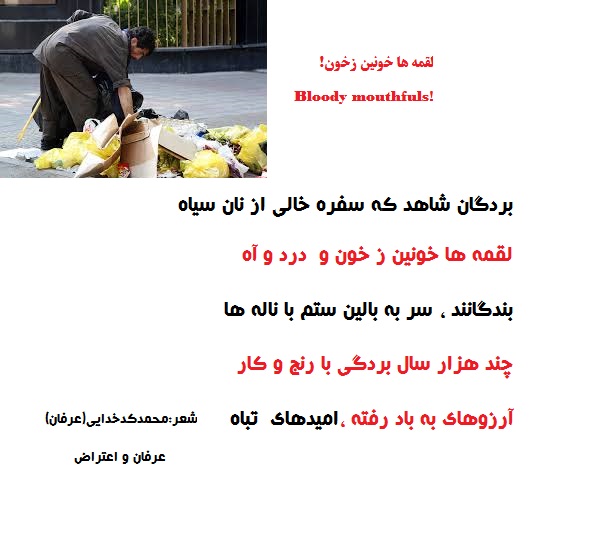 لقمه ها خونین زخون!
Bloody mouthfuls!
بردگان شاهد که سفره خالی از نان سیاه
لقمه ها خونین ز خون و درد و آه
بندگانند ، سر به بالین ستم با ناله ها
چند هزار سال بردگی با رنج و کار
آرزوهای به باد رفته ،امیدهای تباه
شعر:محمدکدخدایی(عرفان)
عرفان و اعتراض